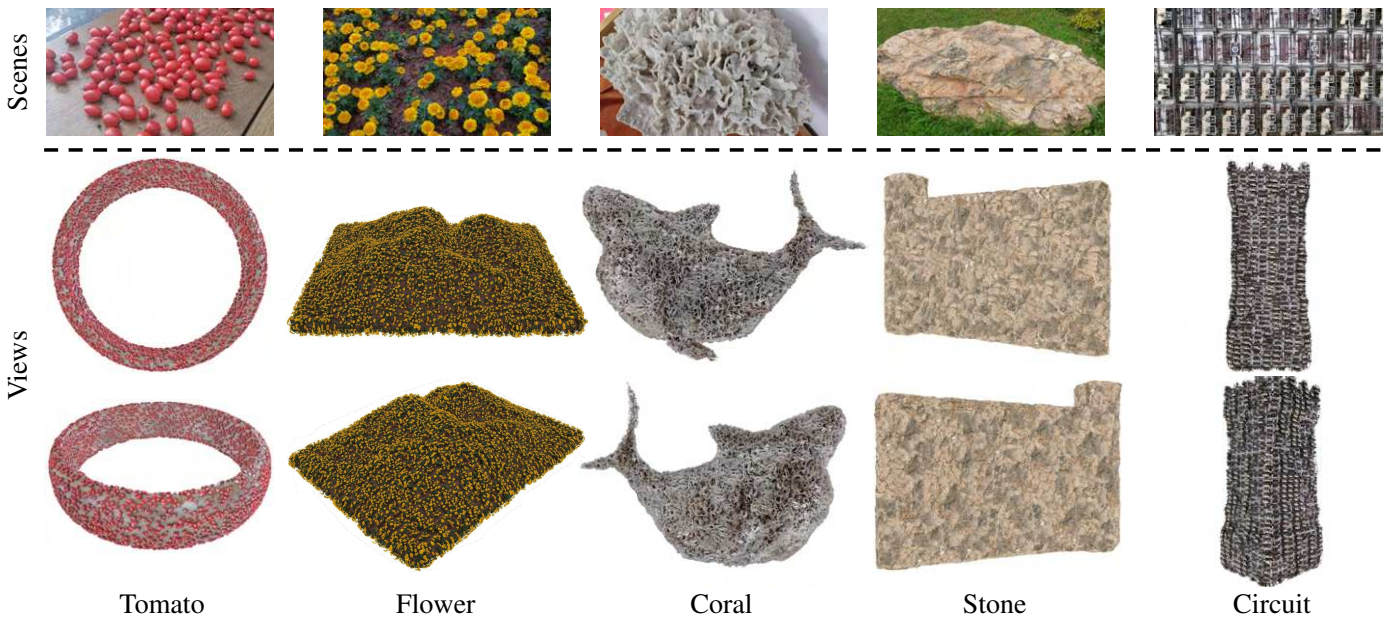 Scenes
Views
Tomato
Flower
Coral
Stone
Circuit